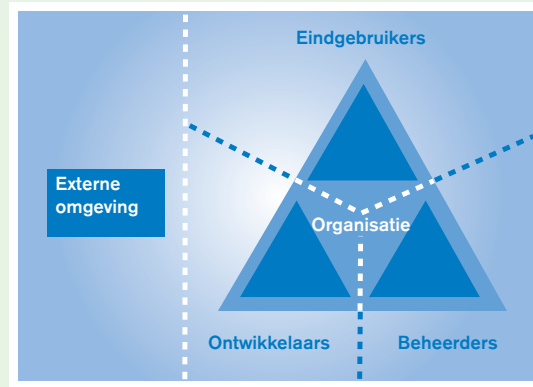 Eindgebruikers
Externe
omgeving
Organisatie
Ontwikkelaars
Beheerders